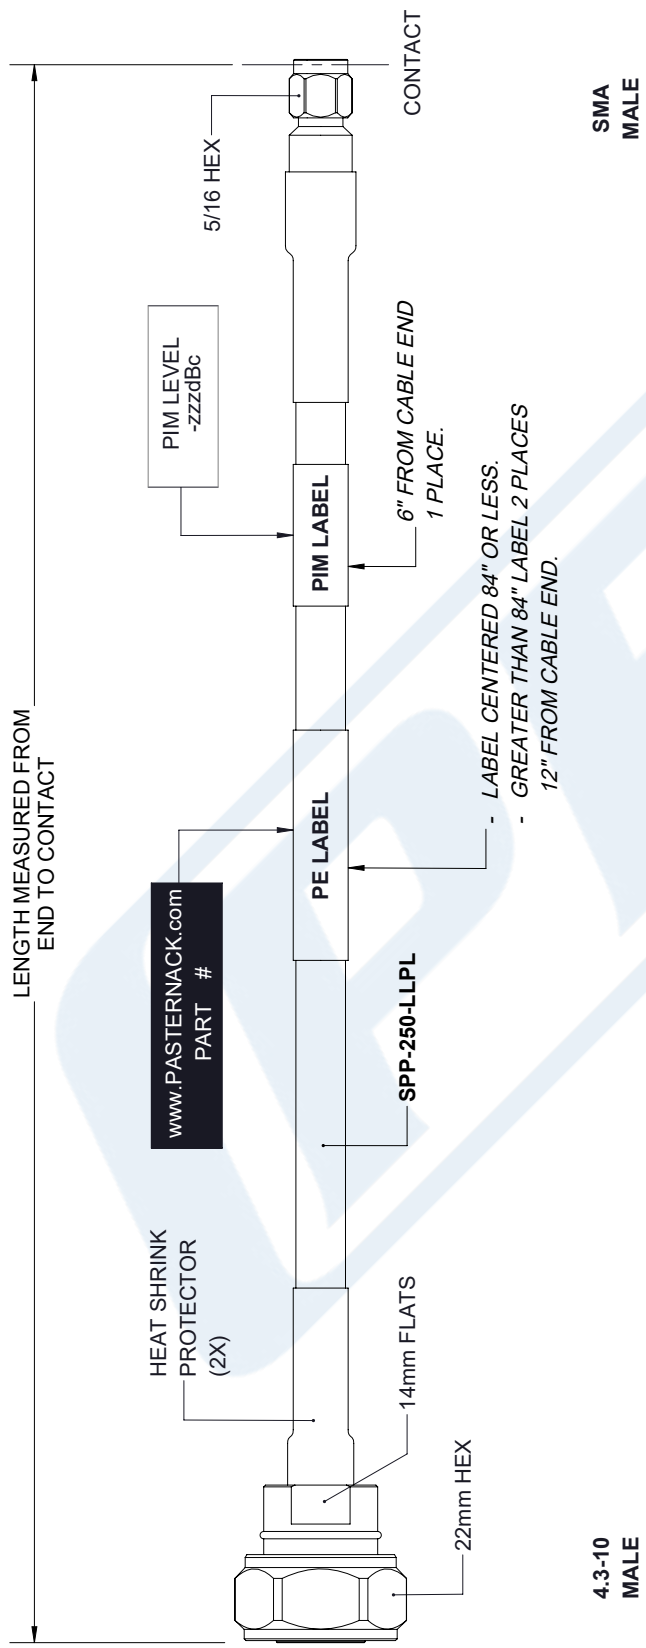 LENGTH MEASURED FROM
END TO CONTACT
HEAT SHRINK
PROTECTOR
(2X)
www.PASTERNACK.com
PART #
PIM LEVEL
-zzzdBc
5/16 HEX
PE LABEL
PIM LABEL
22mm HEX
14mm FLATS
SPP-250-LLPL
- LABEL CENTERED 84" OR LESS.
- GREATER THAN 84" LABEL 2 PLACES
12" FROM CABLE END.
6" FROM CABLE END
1 PLACE.
CONTACT
4.3-10
MALE
SMA
MALE